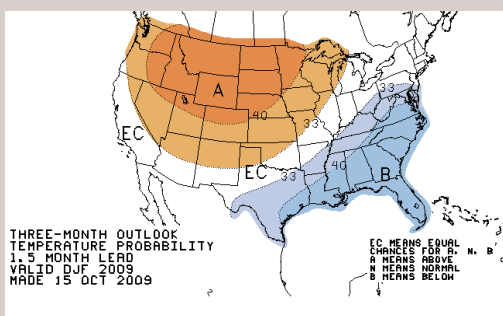 A
40
33
33
EC
EC
33
40
B
THREE-MONTH OUTLOOK
TEMPERATURE PROBABILITY
1.5 MONTH LEAD
VALID DJF 2009
MADE 15 OCT 2009
EC MEANS EQUAL
CHANCES FOR A, N, B
A MEANS ABOVE
N MEANS NORMAL
B MEANS BELOW